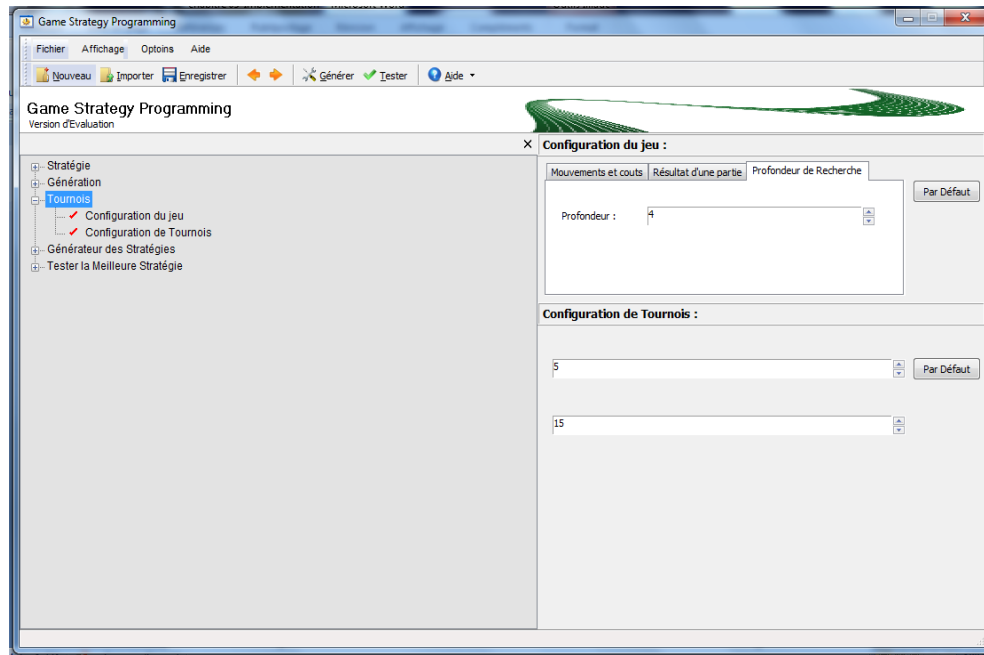 Game Strategy Programming
Fichier Affichage Optoins Aide
Nouveau Importer Enregistrer Générer Tester Aide
Game Strategy Programming
Version d'Evaluation
Configuration du jeu :
Stratégie
Génération
Tournois
Configuration du jeu
Configuration de Tournois
Générateur des Stratégies
Tester la Meilleure Stratégie
Mouvements et couts Résultat d'une partie Profondeur de Recherche
Par Défaut
Profondeur : 4
Configuration de Tournois :
5
Par Défaut
15